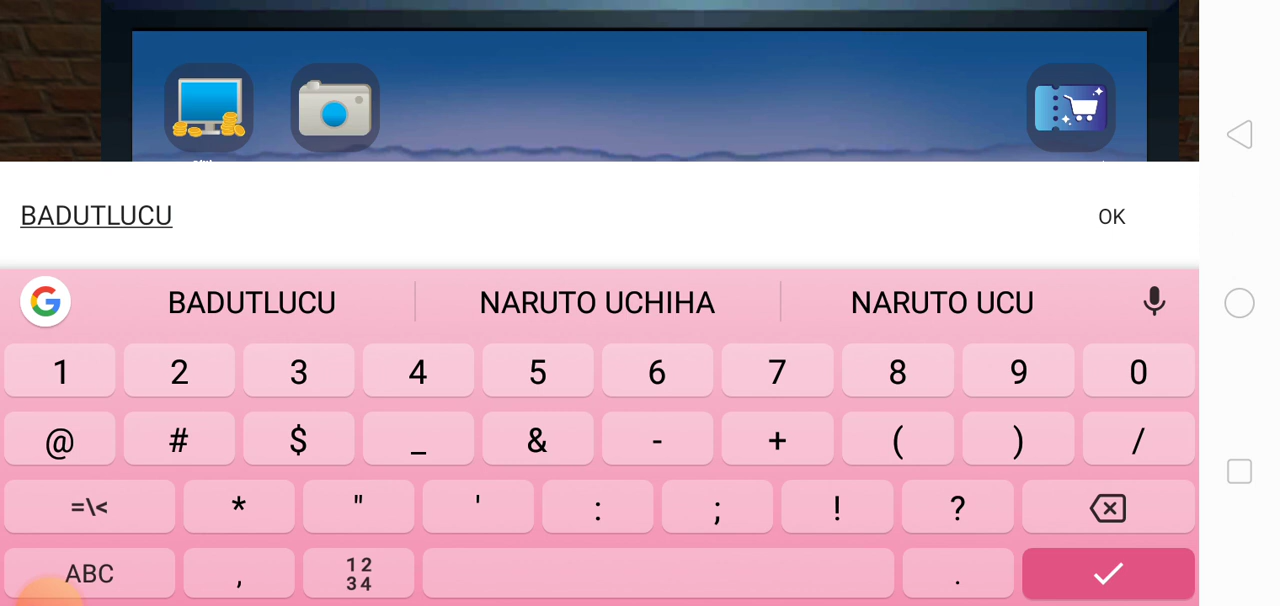 BADUTLUCU
OK
BADUTLUCU NARUTO UCHIHA NARUTO UCU
1 2 3 4 5 6 7 8 9 0
@ # $ _ & - + ( ) /
=\< * " ' : ; ! ?
ABC , 12 34 .